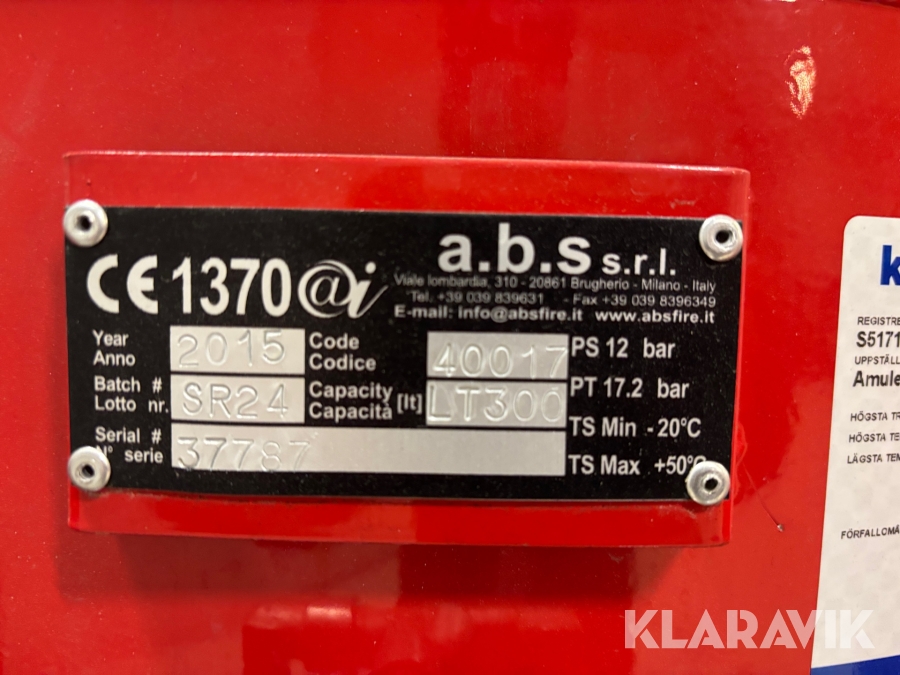 CE 1370 @i
a.b.s s.r.l.
Viale lombardia, 310 - 20861 Brugherio - Milano - Italy
Tel. +39 039 839631 - Fax +39 039 8396349
E-mail: info@absfire.it www.absfire.it
Year
Anno
2015
Code
Codice
40017
PS 12 bar
Batch #
Lotto nr.
SR24
Capacity
Capacità [lt]
LT300
PT 17.2 bar
TS Min - 20°C
Serial #
N° serie
37787
TS Max +50°C
k
REGISTRE
S5171
UPPSTÄLL
Amule
HÖGSTA TR
HÖGSTA TE
LÄGSTA TEM
FÖRFALLOMÅ
KLARAVIK